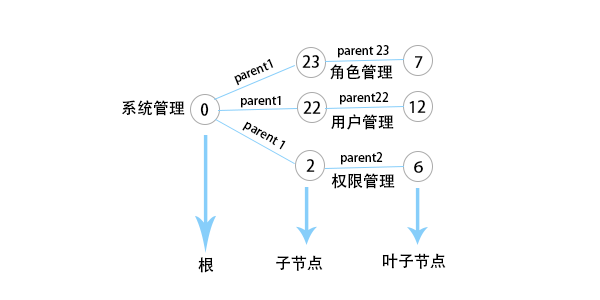 parent1
parent 23
23
7
角色管理
系统管理
0
parent1
22
parent22
12
用户管理
parent 1
2
parent2
6
权限管理
根
子节点
叶子节点